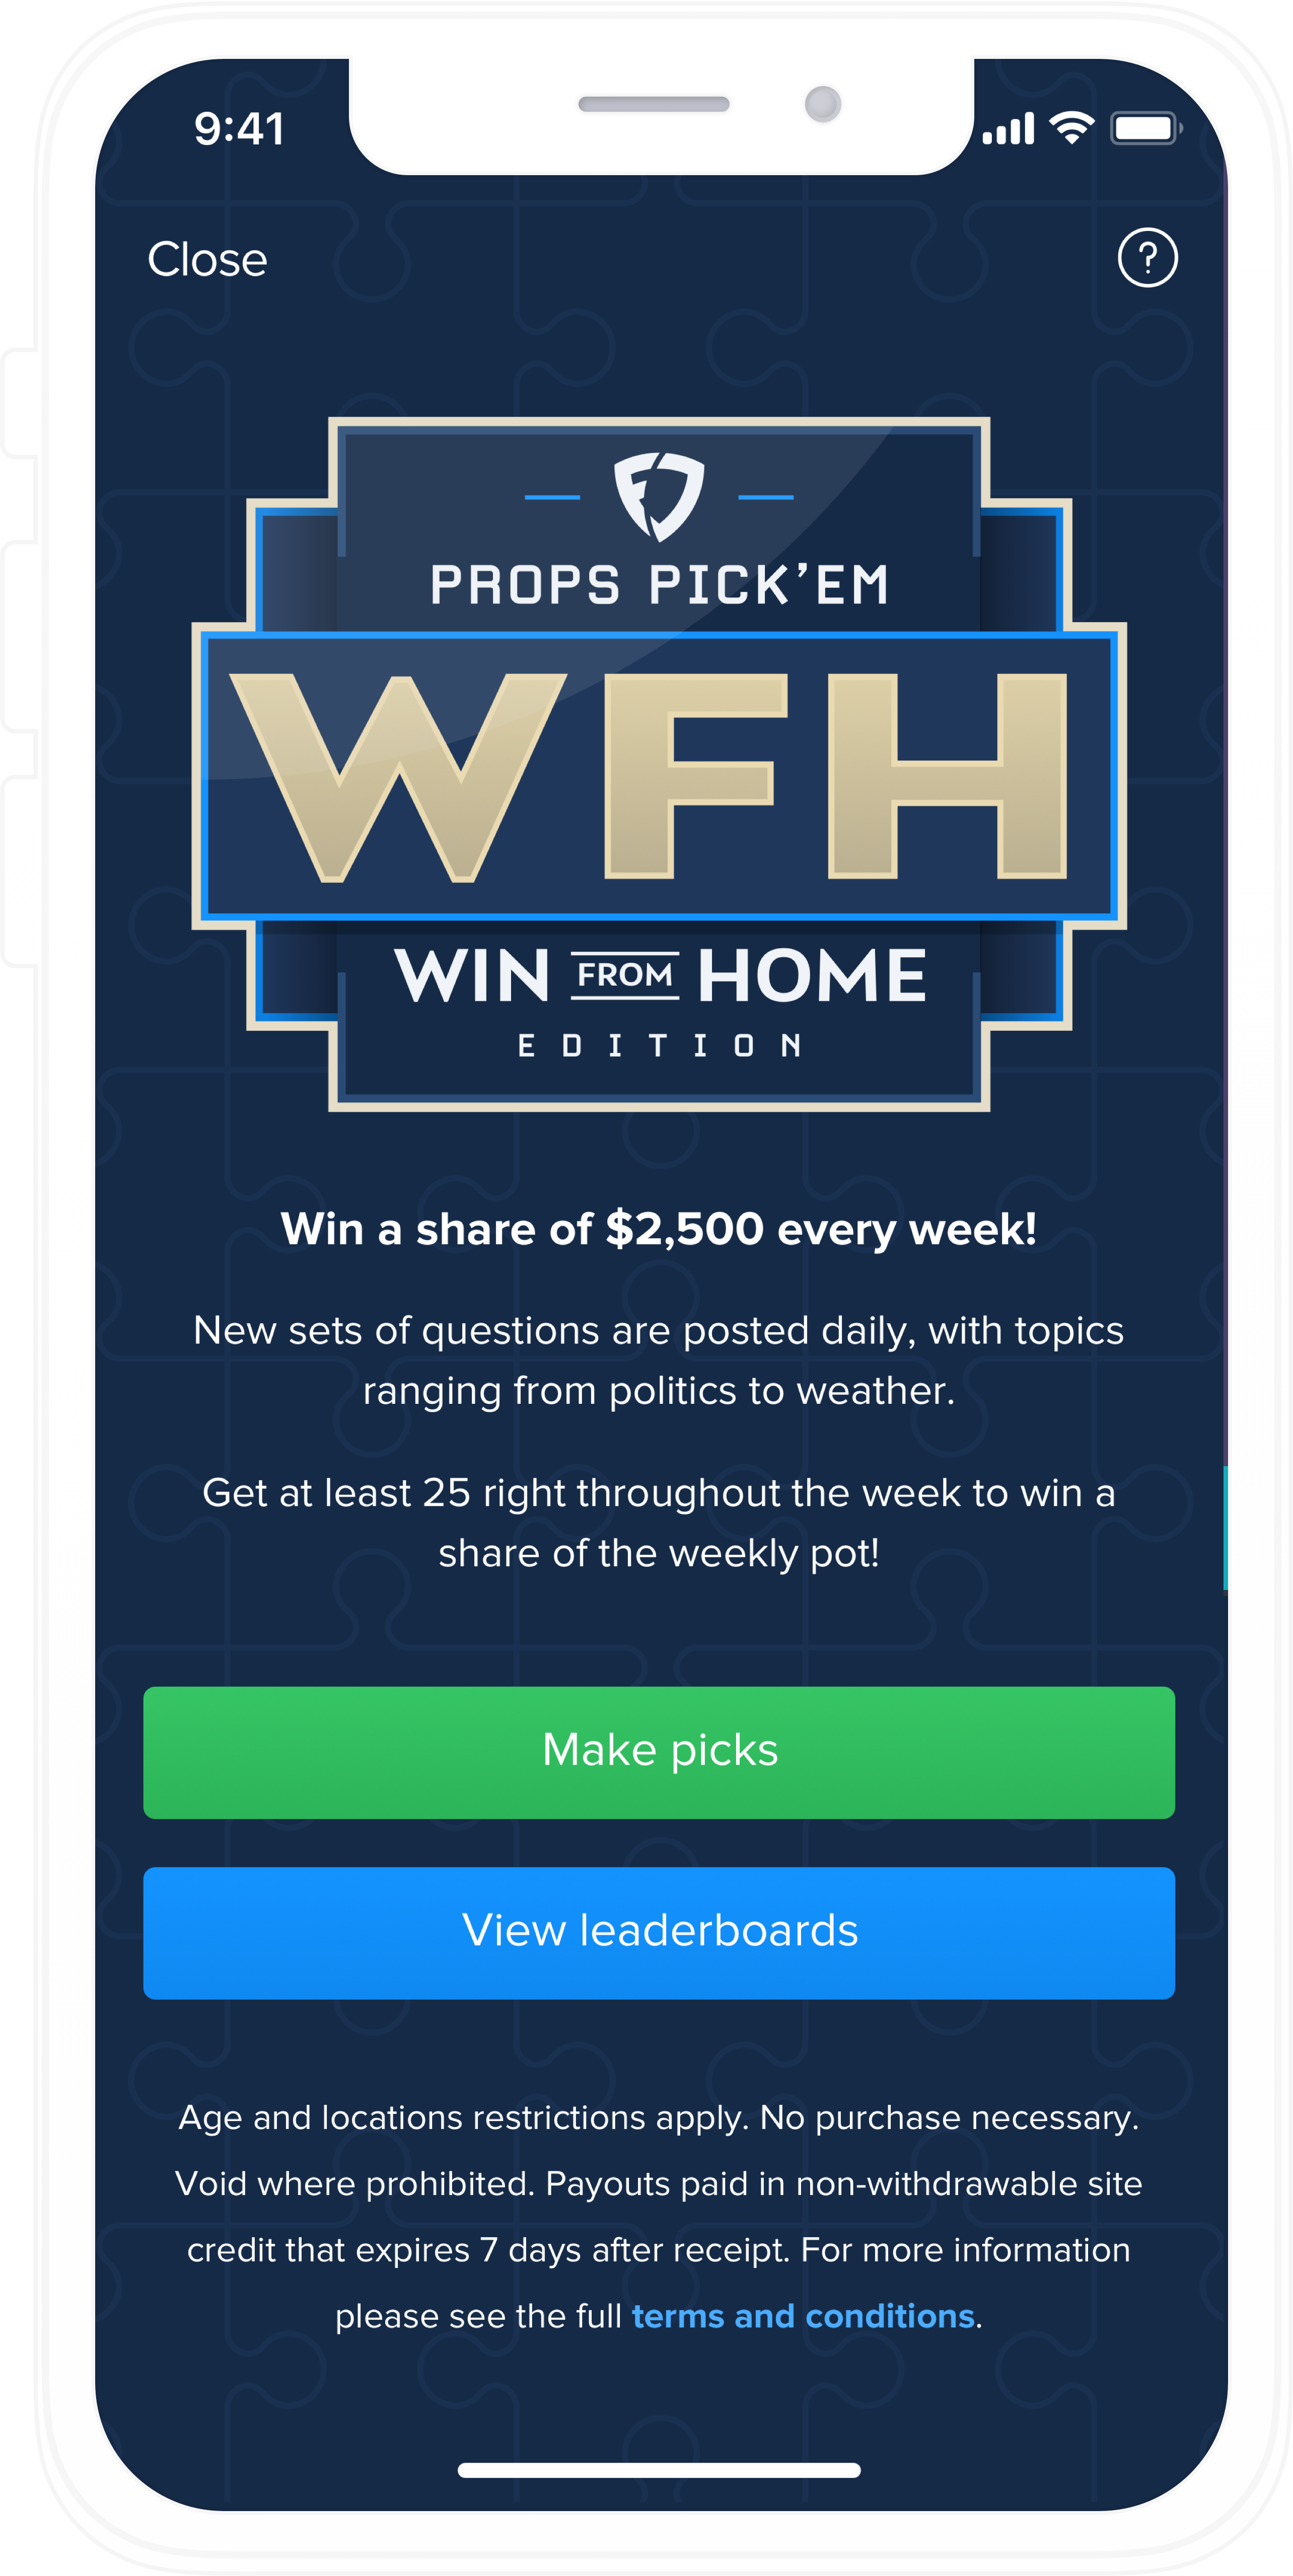 9:41
Close
?
PROPS PICK'EM
WFH
WIN FROM HOME
EDITION
Win a share of $2,500 every week!
New sets of questions are posted daily, with topics
ranging from politics to weather.
Get at least 25 right throughout the week to win a
share of the weekly pot!
Make picks
View leaderboards
Age and locations restrictions apply. No purchase necessary.
Void where prohibited. Payouts paid in non-withdrawable site
credit that expires 7 days after receipt. For more information
please see the full terms and conditions.